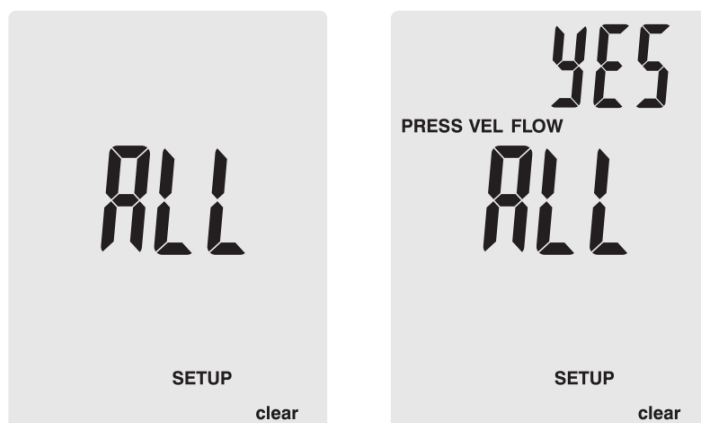 ALL
SETUP
clear
YES
PRESS VEL FLOW
ALL
SETUP
clear